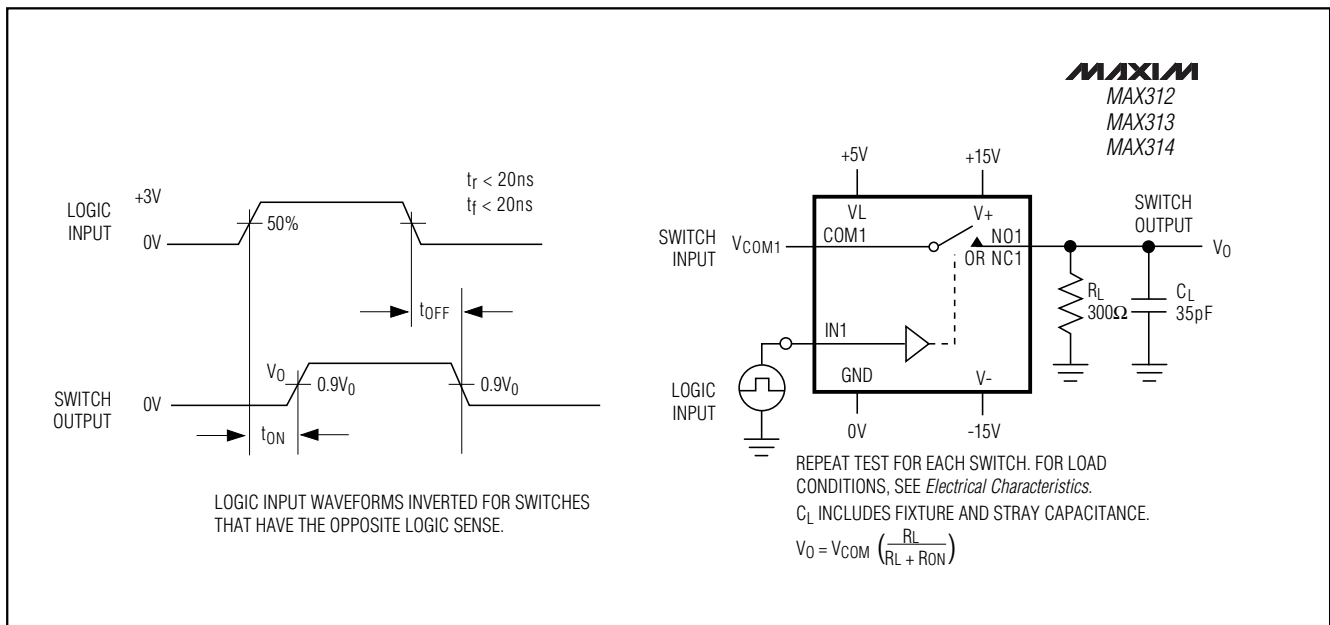 MAXIM
MAX312
MAX313
MAX314
LOGIC
INPUT
+3V
0V
50%
tr < 20ns
tf < 20ns
tOFF
SWITCH
OUTPUT
VO
0V
0.9V0
0.9V0
tON
LOGIC INPUT WAVEFORMS INVERTED FOR SWITCHES
THAT HAVE THE OPPOSITE LOGIC SENSE.
+5V
+15V
VL
V+
SWITCH
INPUT
VCOM1
COM1
NO1
OR NC1
SWITCH
OUTPUT
VO
RL
300Ω
CL
35pF
IN1
LOGIC
INPUT
GND
V-
0V
-15V
REPEAT TEST FOR EACH SWITCH. FOR LOAD
CONDITIONS, SEE Electrical Characteristics.
CL INCLUDES FIXTURE AND STRAY CAPACITANCE.
VO = VCOM (RL / RL + RON)